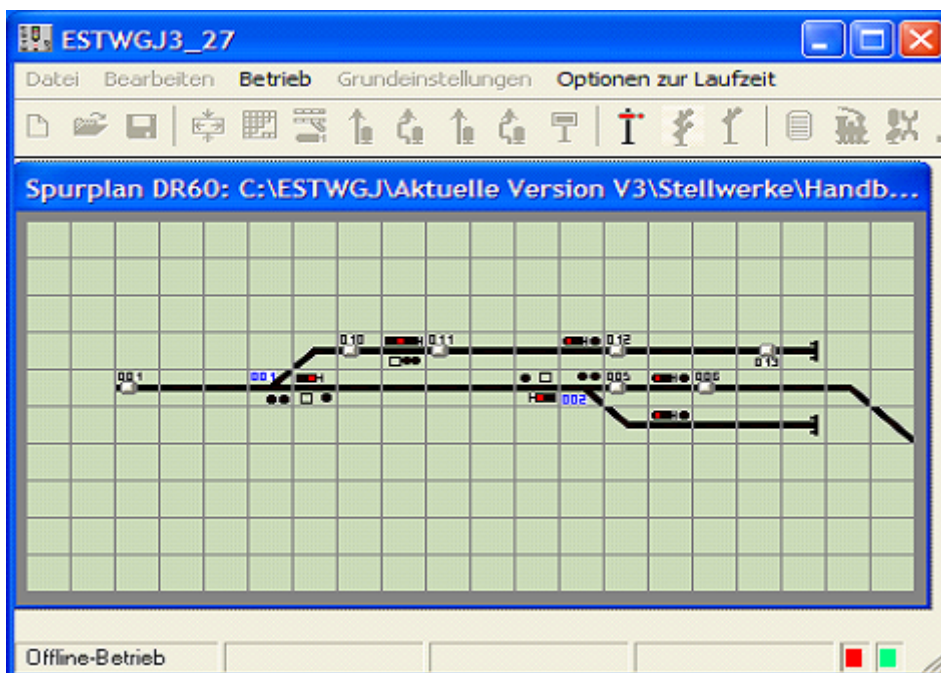 ESTWGJ3_27
Datei Bearbeiten Betrieb Grundeinstellungen Optionen zur Laufzeit
Spurplan DR60: C:\ESTWGJ\Aktuelle Version V3\Stellwerke\Handb...
010 011 012
013
001 001 005 006
002
Offline-Betrieb